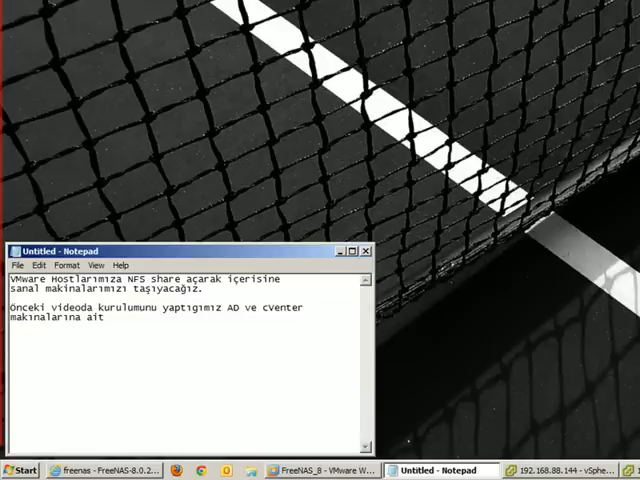 Untitled - Notepad
File Edit Format View Help
VMware Hostlarımıza NFS share açarak içerisine
sanal makinalarımızı taşıyacağız.
Önceki videoda kurulumunu yaptıgımız AD ve cVenter
makınalarına ait
Start
freenas - FreeNAS-8.0.2...
FreeNAS_8 - VMware W...
Untitled - Notepad
192.168.88.144 - vSphe...